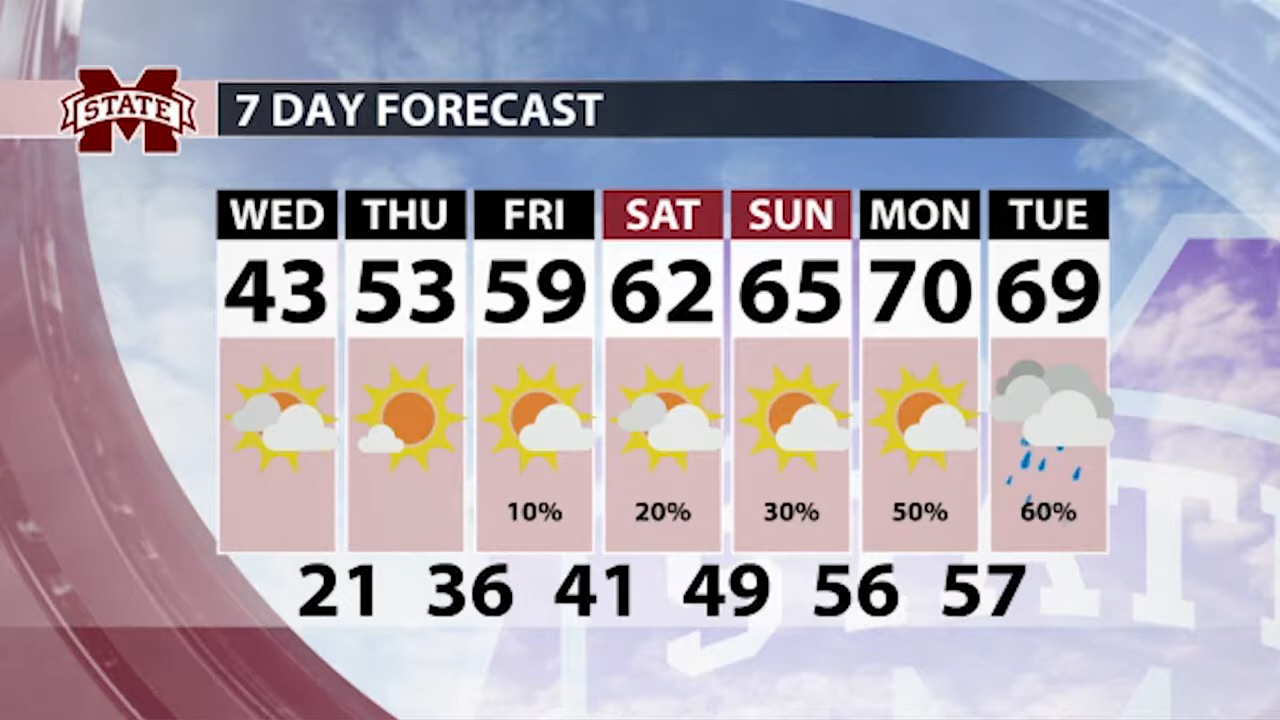 STATE
7 DAY FORECAST
WED THU FRI SAT SUN MON TUE
43 53 59 62 65 70 69
10% 20% 30% 50% 60%
21 36 41 49 56 57